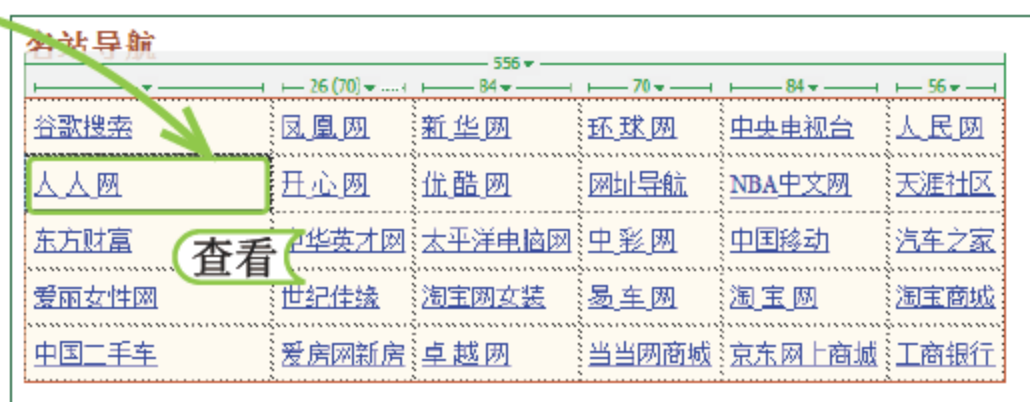 名站导航
556
26 (70) 84 70 84 56
谷歌搜索 凤凰网 新华网 环球网 中央电视台 人民网
人人网 开心网 优酷网 网址导航 NBA中文网 天涯社区
东方财富 中华英才网 太平洋电脑网 中彩网 中国移动 汽车之家
查看
爱丽女性网 世纪佳缘 淘宝网女装 易车网 淘宝网 淘宝商城
中国二手车 爱房网新房 卓越网 当当网商城 京东网上商城 工商银行